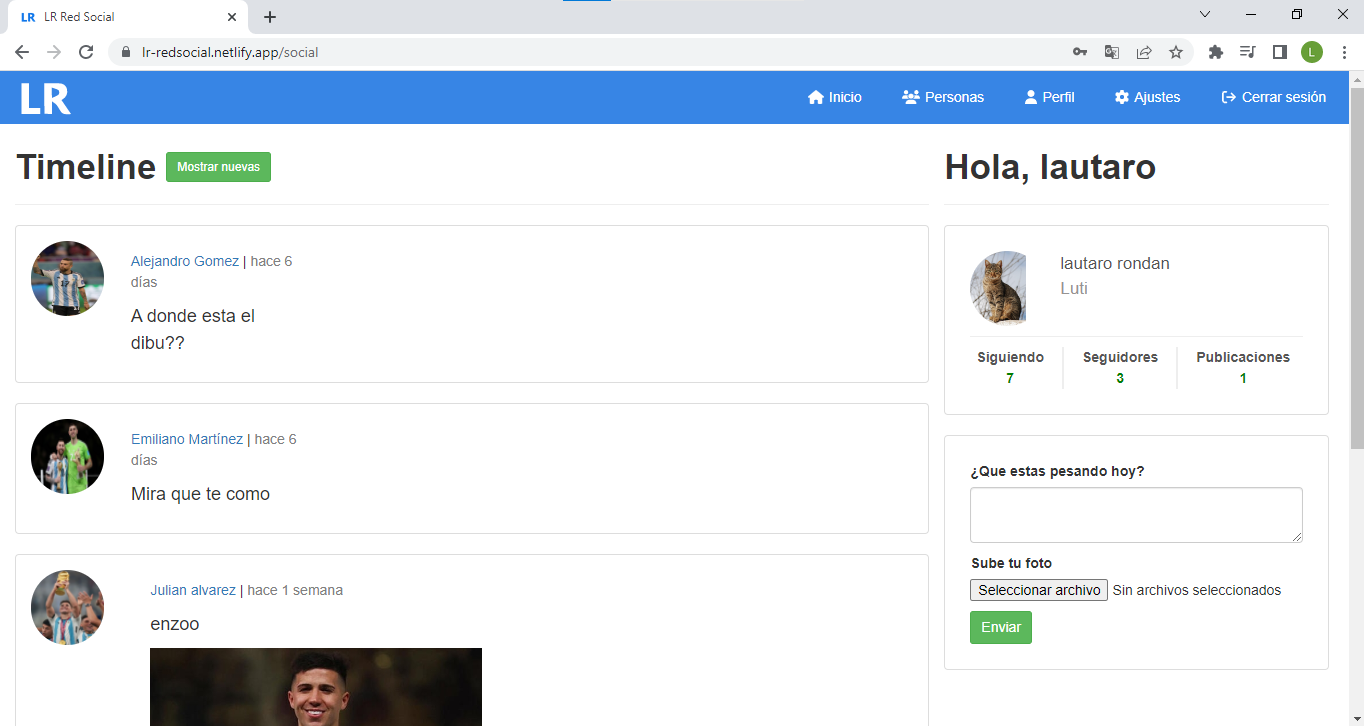 LR LR Red Social
lr-redsocial.netlify.app/social
L
LR
Inicio
Personas
Perfil
Ajustes
Cerrar sesión
Timeline
Mostrar nuevas
Alejandro Gomez | hace 6
días
A donde esta el
dibu??
Emiliano Martínez | hace 6
días
Mira que te como
Julian alvarez | hace 1 semana
enzoo
Hola, lautaro
lautaro rondan
Luti
Siguiendo
7
Seguidores
3
Publicaciones
1
¿Que estas pesando hoy?
Sube tu foto
Seleccionar archivo Sin archivos seleccionados
Enviar